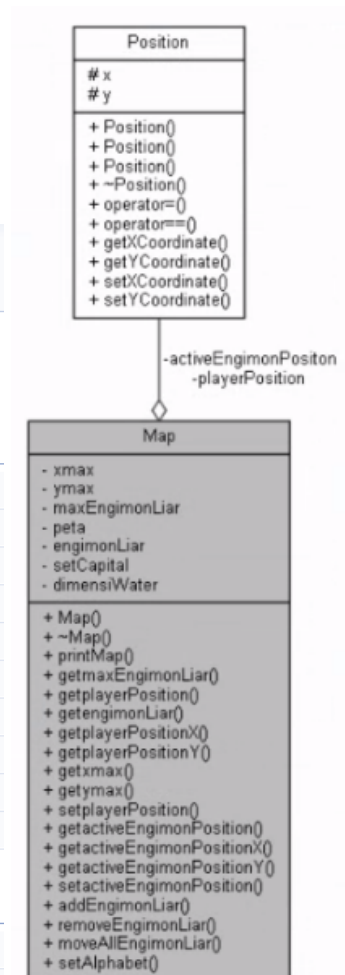 Position
# x
# y
+ Position()
+ Position()
+ Position()
+ ~Position()
+ operator=()
+ operator==()
+ getXCoordinate()
+ getYCoordinate()
+ setXCoordinate()
+ setYCoordinate()
-activeEngimonPositon
-playerPosition
Map
- xmax
- ymax
- maxEngimonLiar
- peta
- engimonLiar
- setCapital
- dimensiWater
+ Map()
+ ~Map()
+ printMap()
+ getmaxEngimonLiar()
+ getplayerPosition()
+ getengimonLiar()
+ getplayerPositionX()
+ getplayerPositionY()
+ getxmax()
+ getymax()
+ setplayerPosition()
+ getactiveEngimonPosition()
+ getactiveEngimonPositionX()
+ getactiveEngimonPositionY()
+ setactiveEngimonPosition()
+ addEngimonLiar()
+ removeEngimonLiar()
+ moveAllEngimonLiar()
+ setAlphabet()